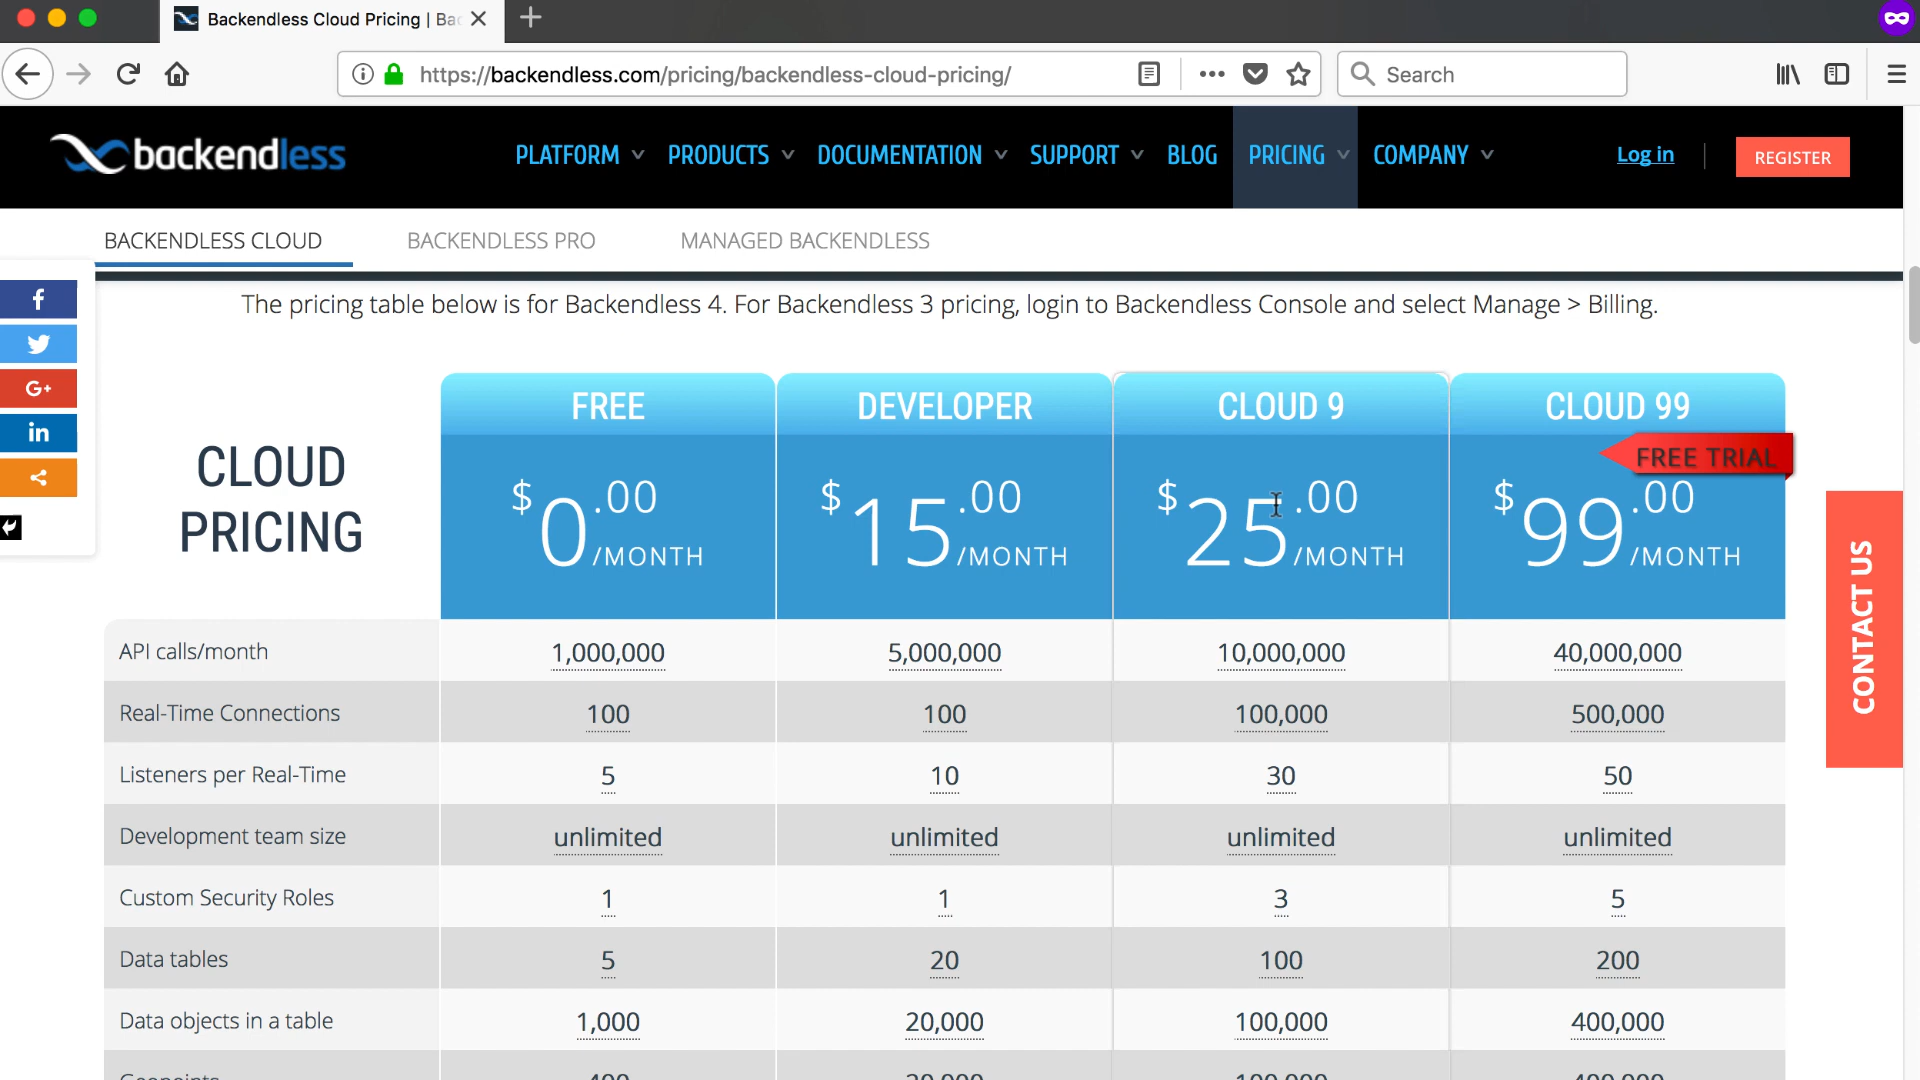 Backendless Cloud Pricing | Bac
https://backendless.com/pricing/backendless-cloud-pricing/
Search
backendless
PLATFORM PRODUCTS DOCUMENTATION SUPPORT BLOG PRICING COMPANY Log in REGISTER
BACKENDLESS CLOUD BACKENDLESS PRO MANAGED BACKENDLESS
The pricing table below is for Backendless 4. For Backendless 3 pricing, login to Backendless Console and select Manage > Billing.
CLOUD PRICING
FREE DEVELOPER CLOUD 9 CLOUD 99
FREE TRIAL
$0.00 /MONTH $15.00 /MONTH $25.00 /MONTH $99.00 /MONTH
API calls/month 1,000,000 5,000,000 10,000,000 40,000,000
Real-Time Connections 100 100 100,000 500,000
Listeners per Real-Time 5 10 30 50
Development team size unlimited unlimited unlimited unlimited
Custom Security Roles 1 1 3 5
Data tables 5 20 100 200
Data objects in a table 1,000 20,000 100,000 400,000
f
G+
in
CONTACT US